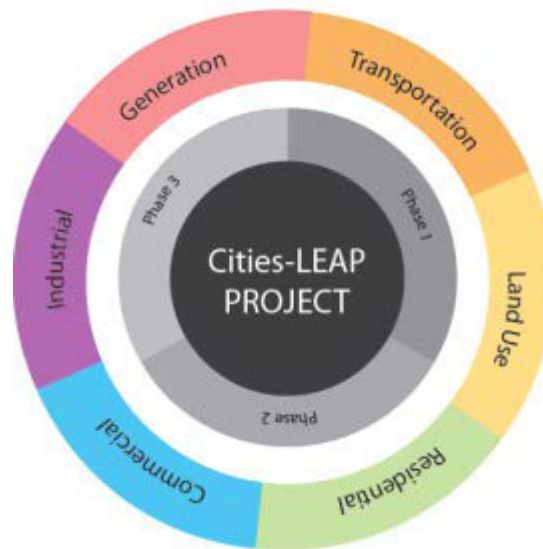 Generation
Transportation
Land Use
Residential
Commercial
Industrial
Phase 1
Phase 2
Phase 3
Cities-LEAP
PROJECT